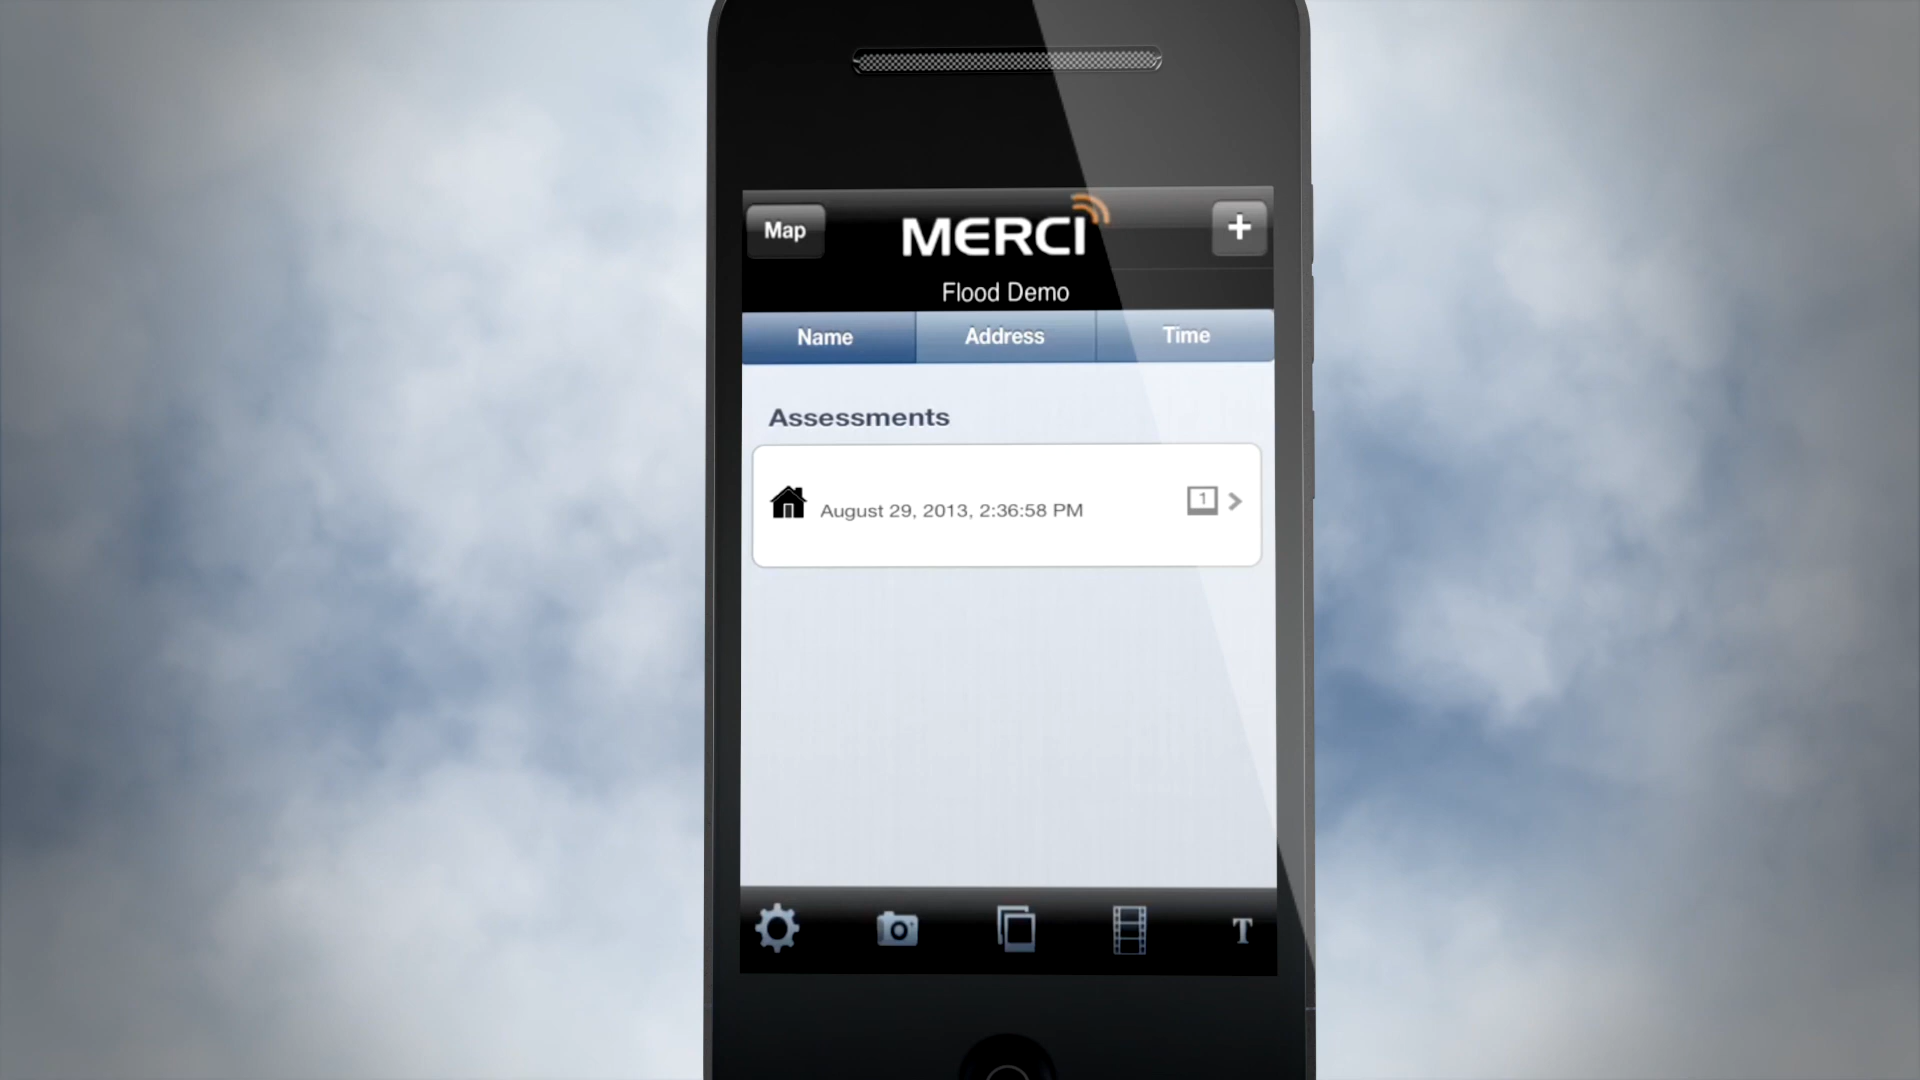 Map
MERCI
+
Flood Demo
Name
Address
Time
Assessments
August 29, 2013, 2:36:58 PM
1
T